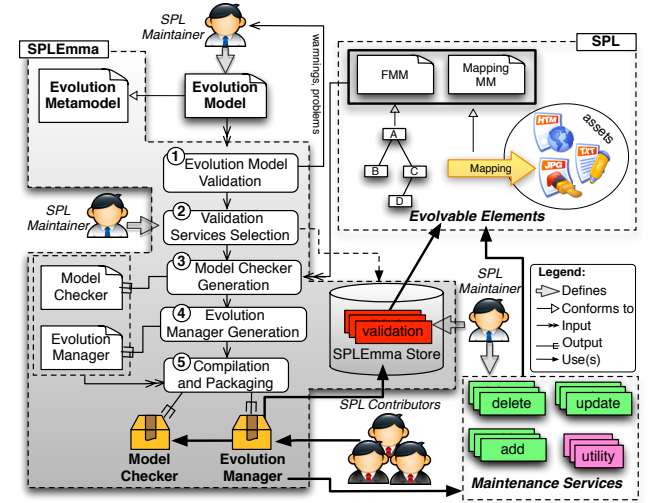 SPL
Maintainer
SPLEmma
Evolution
Metamodel
Evolution
Model
warnings, problems
SPL
FMM
Mapping
MM
A
B
C
D
Mapping
HTM
TXT
JPG
assets
Evolvable Elements
1
Evolution Model
Validation
SPL
Maintainer
2
Validation
Services Selection
3
Model Checker
Generation
4
Evolution
Manager Generation
5
Compilation
and Packaging
Model
Checker
Evolution
Manager
validation
SPLEmma Store
SPL
Maintainer
Legend:
Defines
Conforms to
Input
Output
Use(s)
SPL Contributors
Model
Checker
Evolution
Manager
delete
update
add
utility
Maintenance Services